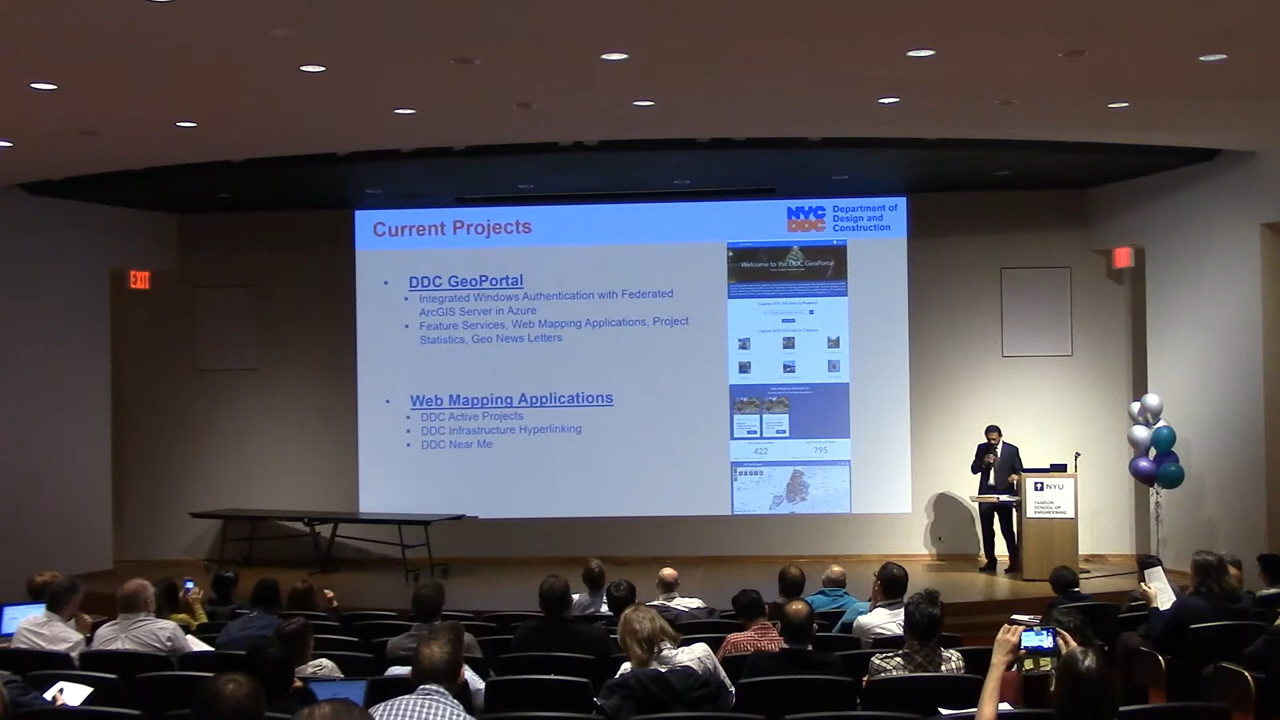 Current Projects
NYC
DDC
Department of
Design and
Construction
DDC GeoPortal
Integrated Windows Authentication with Federated
ArcGIS Server in Azure
Feature Services, Web Mapping Applications, Project
Statistics, Geo News Letters
Web Mapping Applications
DDC Active Projects
DDC Infrastructure Hyperlinking
DDC Near Me
Welcome to the DDC GeoPortal
422
795
EXIT
NYU
TANDON
SCHOOL OF
ENGINEERING